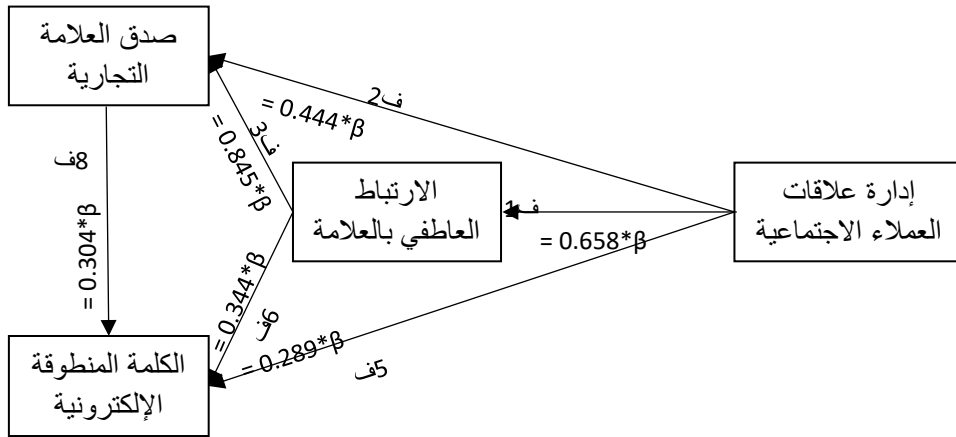 صدق العلامة
التجارية
ف2
= 0.444*β
ف3
= 0.845*β
ف8
= 0.304*β
الارتباط
العاطفي بالعلامة
ف1
= 0.658*β
إدارة علاقات
العملاء الاجتماعية
= 0.344*β
ف6
= 0.289*β
ف5
الكلمة المنطوقة
الإلكترونية